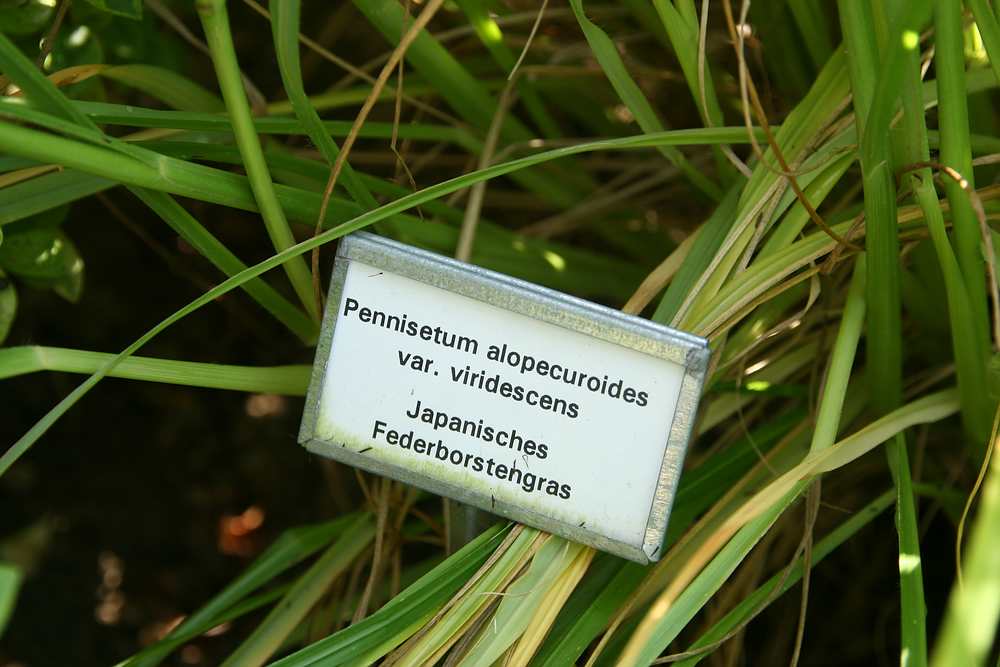 Pennisetum alopecuroides
var. viridescens
Japanisches
Federborstengras